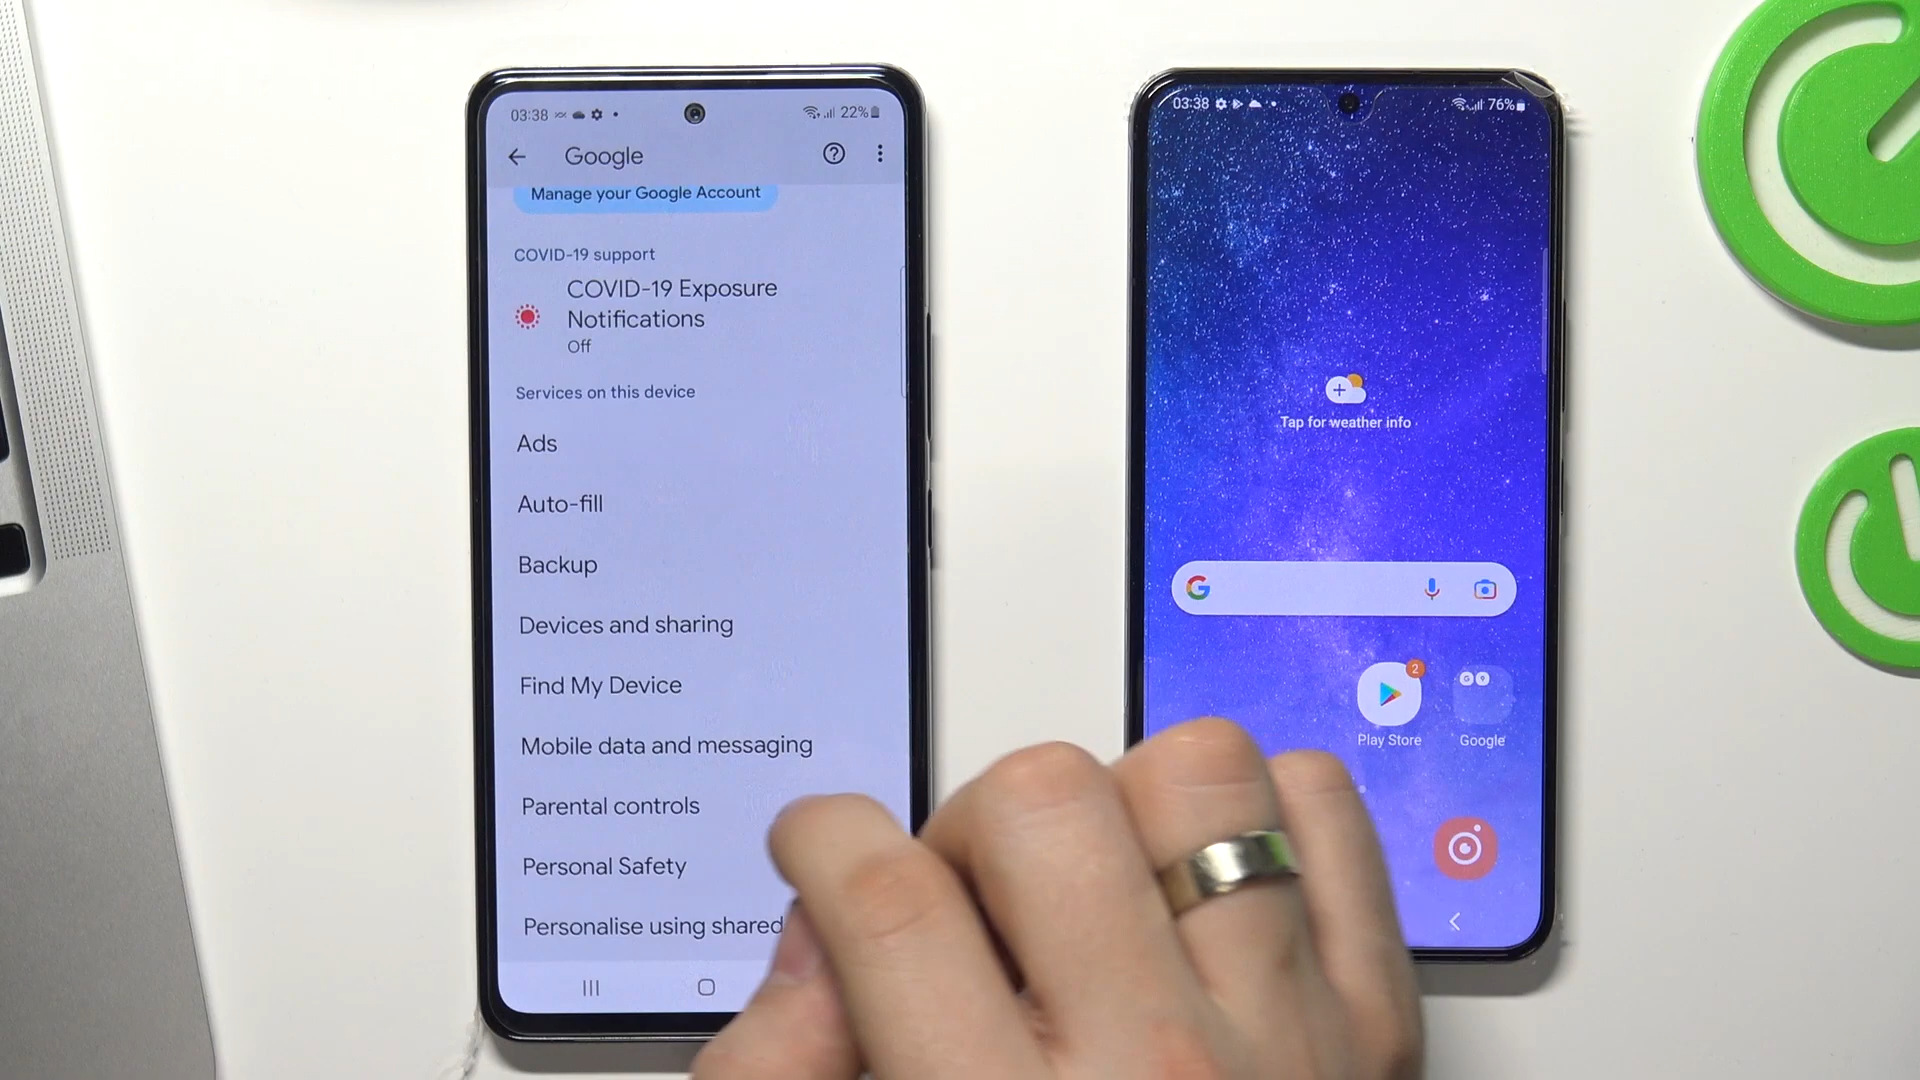 03:38
22%
Google
Manage your Google Account
COVID-19 support
COVID-19 Exposure
Notifications
Off
Services on this device
Ads
Auto-fill
Backup
Devices and sharing
Find My Device
Mobile data and messaging
Parental controls
Personal Safety
Personalise using shared
03:38
76%
Tap for weather info
G
2
Play Store
Google